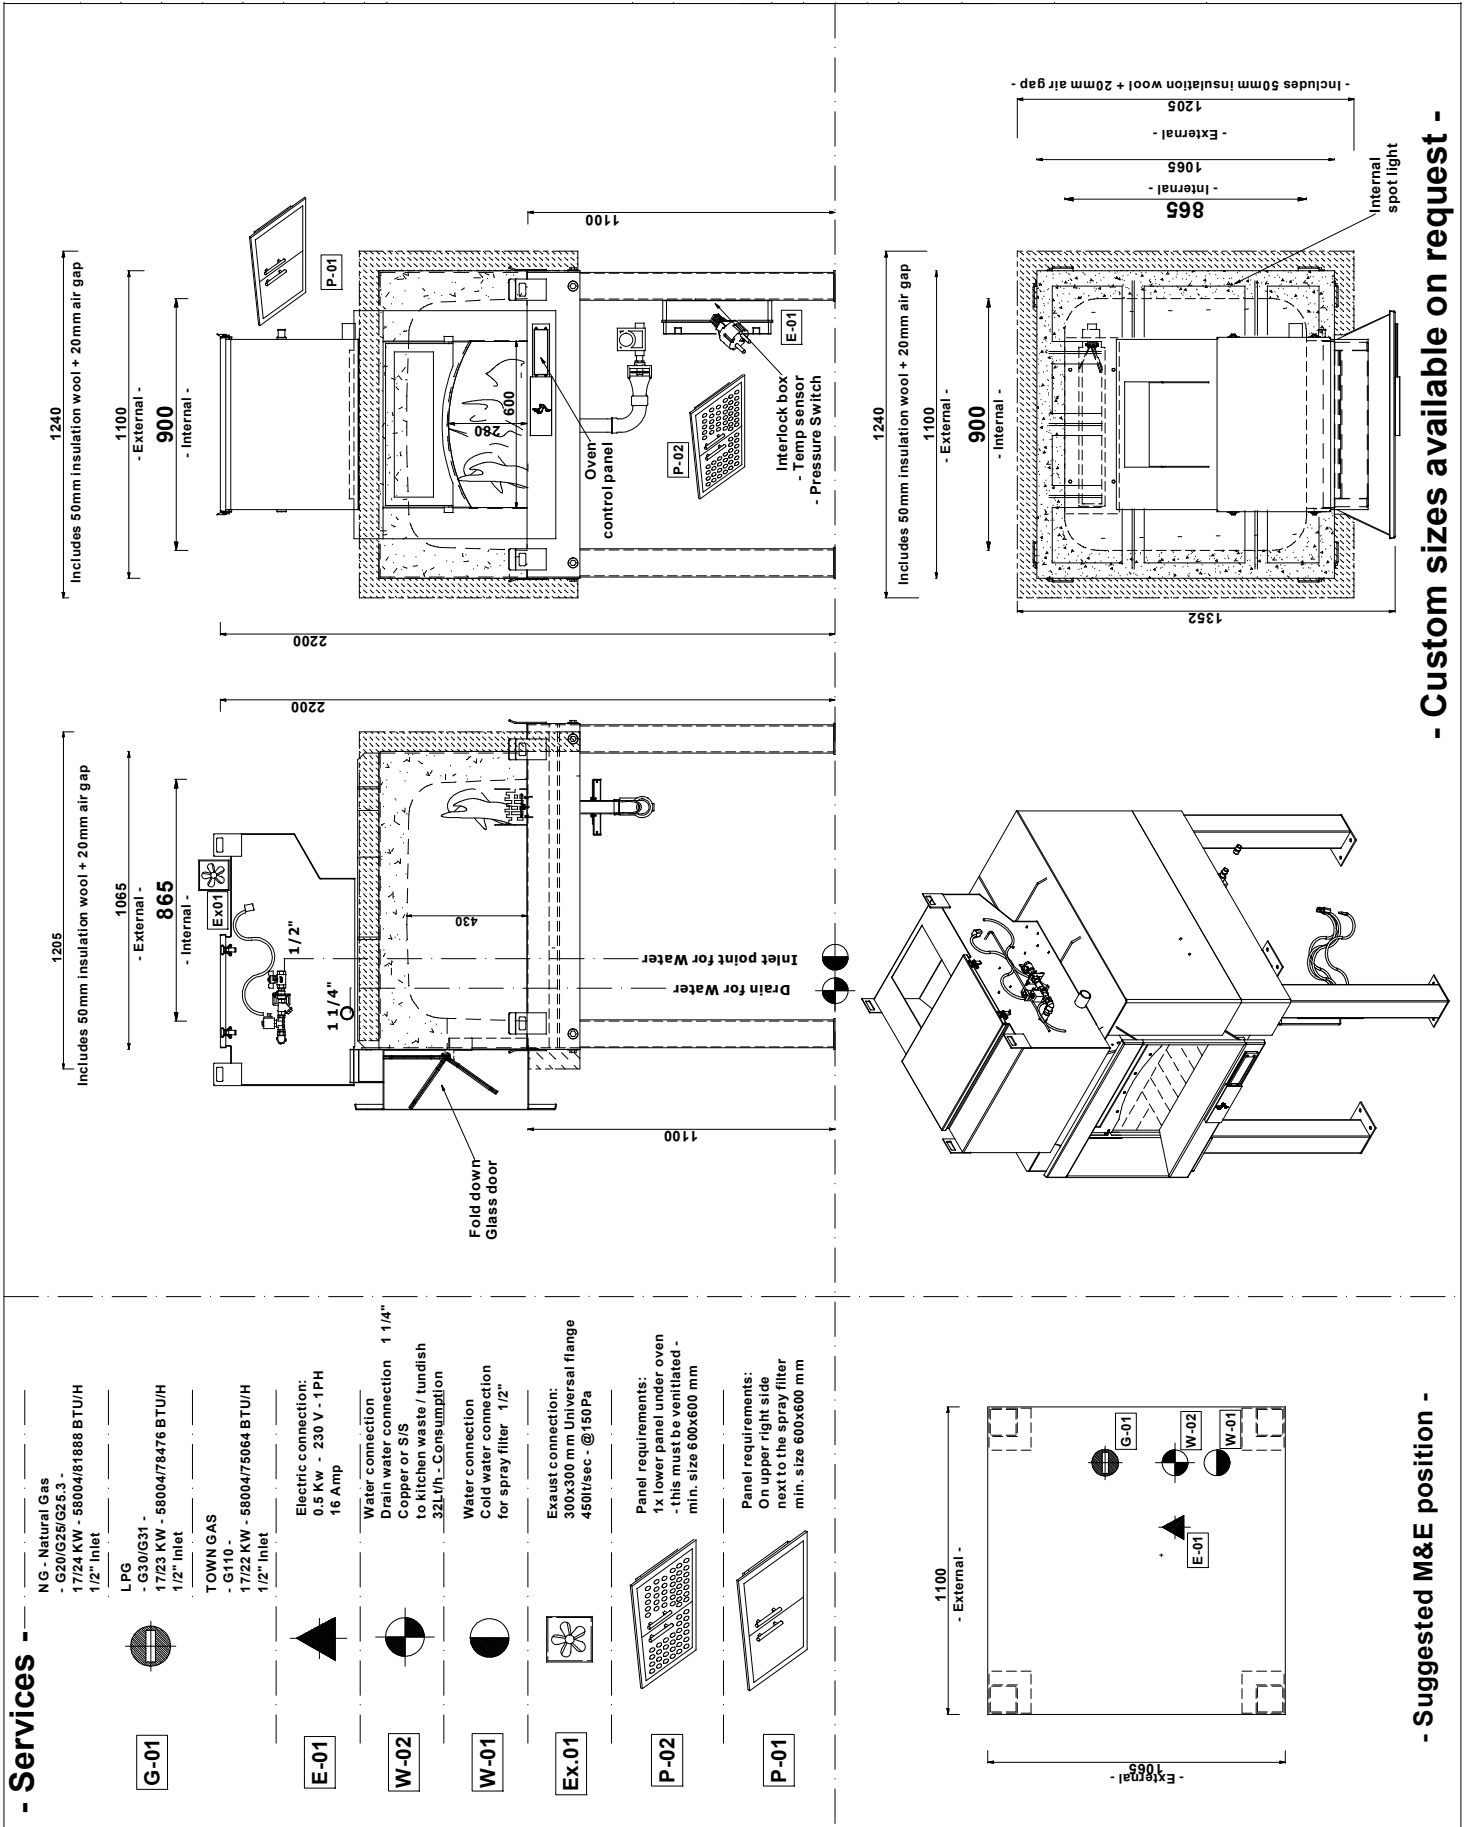 - Services -
G-01
NG - Natural Gas
- G20/G25/G25.3 -
17/24 KW - 58004/81888 BTU/H
1/2" Inlet
LPG
- G30/G31 -
17/23 KW - 58004/78476 BTU/H
1/2" Inlet
TOWN GAS
- G110 -
17/22 KW - 58004/75064 BTU/H
1/2" Inlet
E-01
Electric connection:
0.5 Kw - 230 V - 1PH
16 Amp
W-02
Water connection
Drain water connection 1 1/4"
Copper or S/S
to kitchen waste / tundish
32Lt/h - Consumption
W-01
Water connection
Cold water connection
for spray filter 1/2"
Ex.01
Exhaust connection:
300x300 mm Universal flange
450lt/sec - @150Pa
P-02
Panel requirements:
1x lower panel under oven
- this must be venitlated -
min. size 600x600 mm
P-01
Panel requirements:
On upper right side
next to the spray filter
min. size 600x600 mm
1205
Includes 50mm insulation wool + 20mm air gap
1065
- External -
865
- Internal -
Ex01
1/2"
1 1/4"
430
2200
1100
Inlet point for Water
Drain for Water
Fold down
Glass door
1240
Includes 50mm insulation wool + 20mm air gap
1100
- External -
900
- Internal -
P-01
2200
1100
280
600
Oven
control panel
P-02
E-01
Interlock box
- Temp sensor
- Pressure Switch
1100
- External -
1065
- External -
G-01
W-02
W-01
E-01
- Suggested M&E position -
1240
Includes 50mm insulation wool + 20mm air gap
1100
- External -
900
- Internal -
1352
865
- Internal -
1065
- External -
1205
- Includes 50mm insulation wool + 20mm air gap -
Internal
spot light
- Custom sizes available on request -